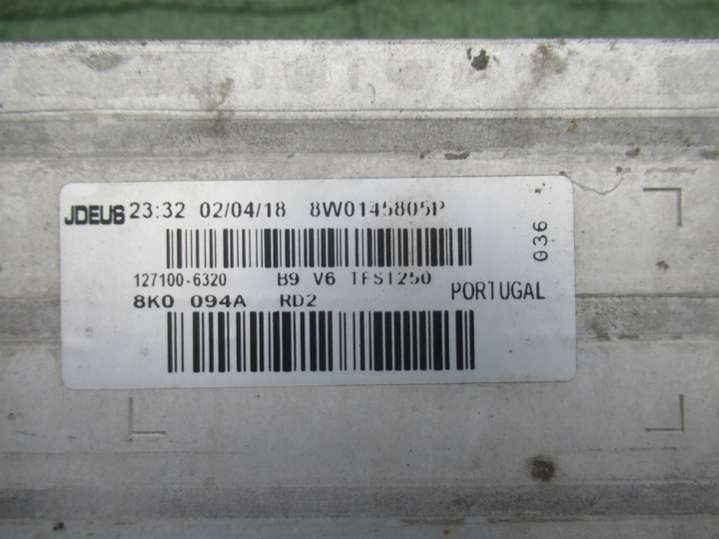 JDEUS 23:32 02/04/18 8W0145805P
036
127100-6320 B9 V6 TFSI250
8K0 094A RD2 PORTUGAL